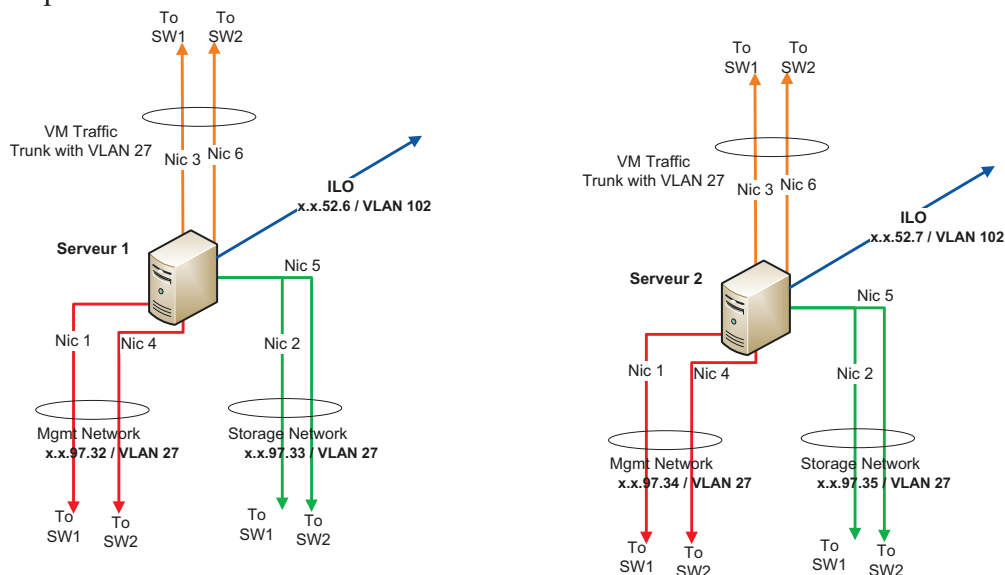 To
SW1
To
SW2
VM Traffic
Trunk with VLAN 27
Nic 3
Nic 6
ILO
x.x.52.6 / VLAN 102
Serveur 1
Nic 5
Nic 1
Nic 4
Nic 2
Mgmt Network
x.x.97.32 / VLAN 27
Storage Network
x.x.97.33 / VLAN 27
To
SW1
To
SW2
To
SW1
To
SW2
To
SW1
To
SW2
VM Traffic
Trunk with VLAN 27
Nic 3
Nic 6
ILO
x.x.52.7 / VLAN 102
Serveur 2
Nic 5
Nic 1
Nic 4
Nic 2
Mgmt Network
x.x.97.34 / VLAN 27
Storage Network
x.x.97.35 / VLAN 27
To
SW1
To
SW2
To
SW1
To
SW2